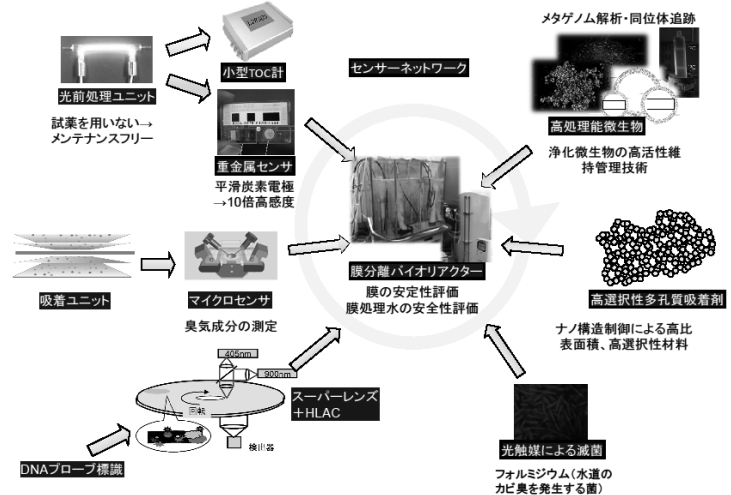 メタゲノム解析・同位体追跡
小型TOC計
センサーネットワーク
光前処理ユニット
試薬を用いない→
メンテナンスフリー
高処理能微生物
浄化微生物の高活性維
持管理技術
重金属センサ
平滑炭素電極
→10倍高感度
膜分離バイオリアクター
膜の安定性評価
膜処理水の安全性評価
吸着ユニット
マイクロセンサ
臭気成分の測定
高選択性多孔質吸着剤
ナノ構造制御による高比
表面積、高選択性材料
405nm
900nm
スーパーレンズ
＋HLAC
回転
検出器
DNAプローブ標識
光触媒による滅菌
フォルミジウム（水道の
カビ臭を発生する菌）